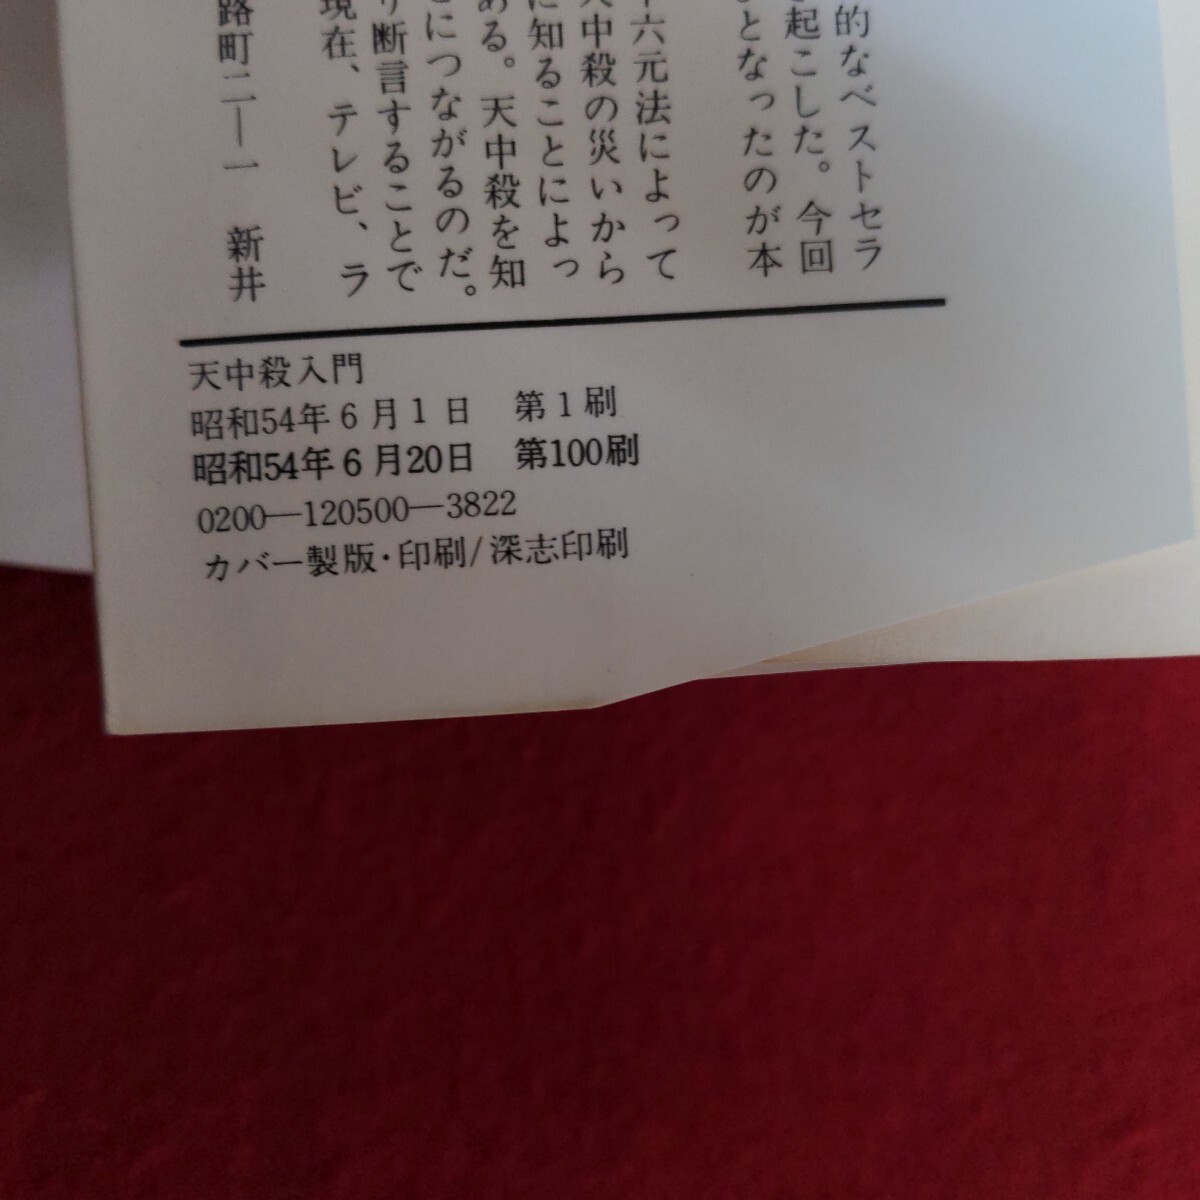 的なベストセラ
起こした。今回
となったのが本
六元法によって
天中殺の災いから
に知ることによっ
ある。天中殺を知
とにつながるのだ。
断言することで
現在、テレビ、ラ
路町二―一　新井
天中殺入門
昭和54年6月1日　第1刷
昭和54年6月20日　第100刷
0200―120500―3822
カバー製版・印刷/深志印刷